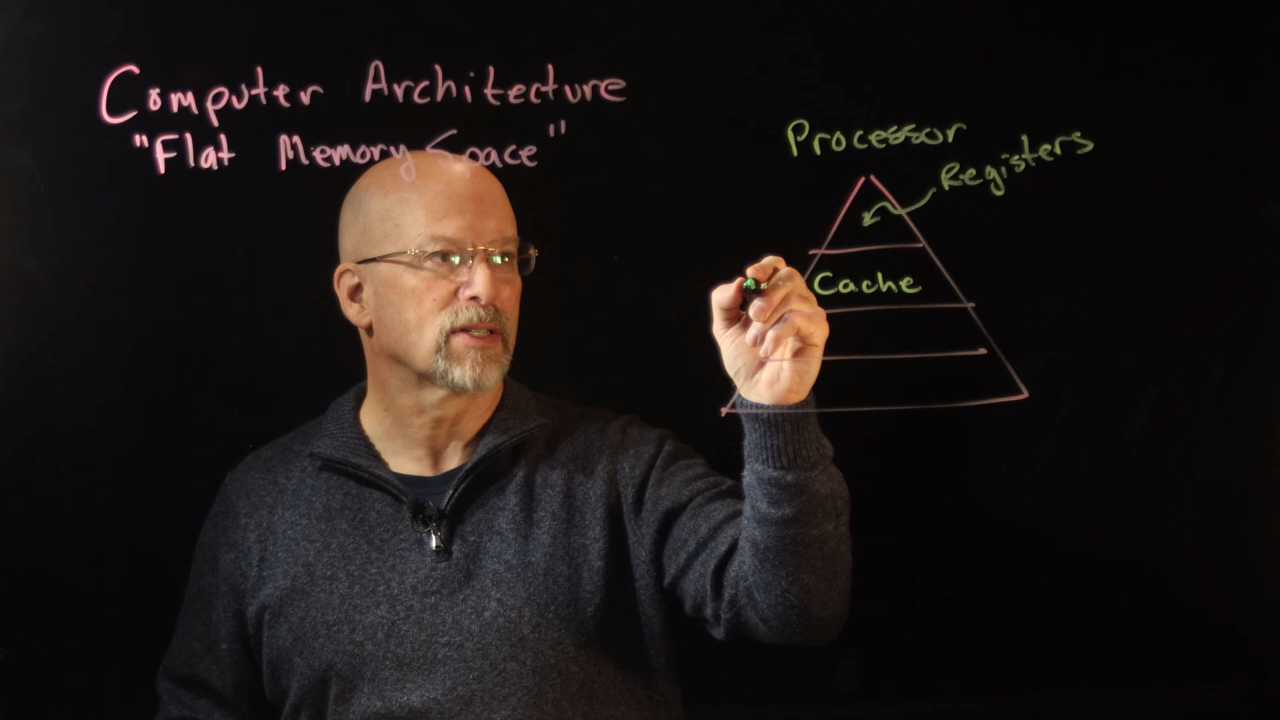 Computer Architecture
"Flat Memory Space"
Processor
Registers
Cache